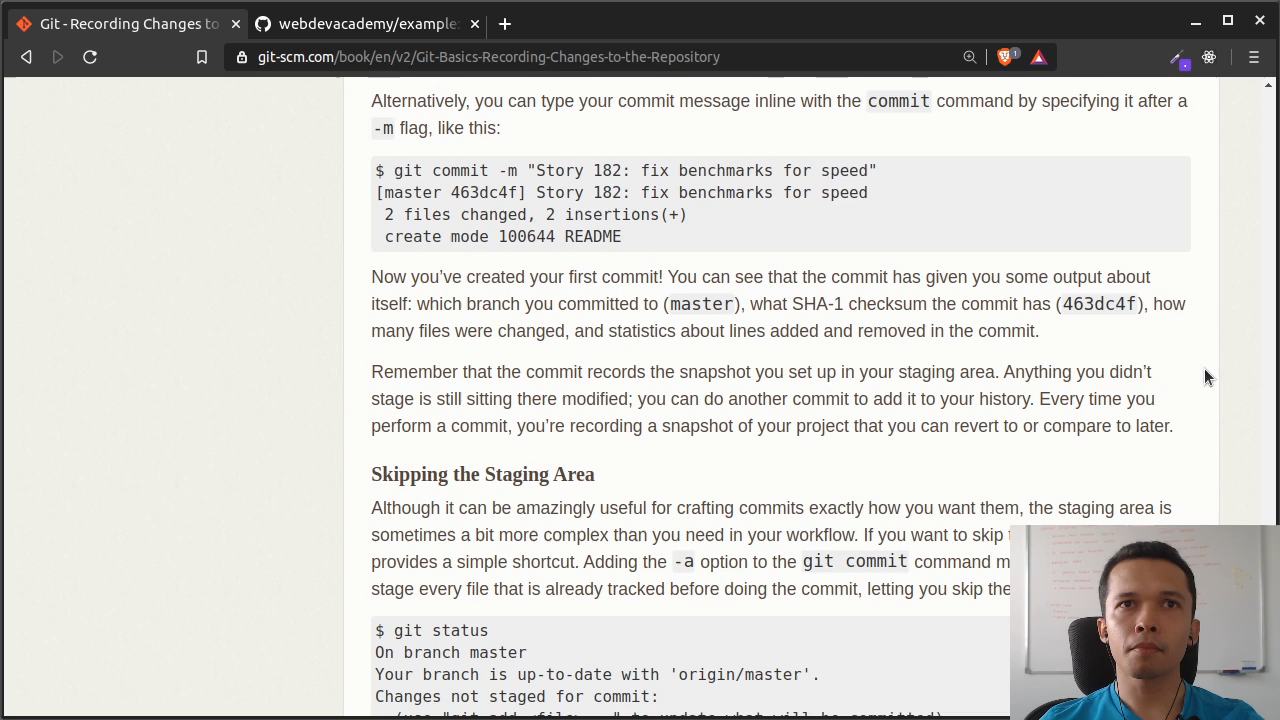 Git - Recording Changes to
webdevacademy/example
git-scm.com/book/en/v2/Git-Basics-Recording-Changes-to-the-Repository
1
Alternatively, you can type your commit message inline with the commit command by specifying it after a
-m flag, like this:
$ git commit -m "Story 182: fix benchmarks for speed"
[master 463dc4f] Story 182: fix benchmarks for speed
2 files changed, 2 insertions(+)
create mode 100644 README
Now you’ve created your first commit! You can see that the commit has given you some output about
itself: which branch you committed to (master), what SHA-1 checksum the commit has (463dc4f), how
many files were changed, and statistics about lines added and removed in the commit.
Remember that the commit records the snapshot you set up in your staging area. Anything you didn’t
stage is still sitting there modified; you can do another commit to add it to your history. Every time you
perform a commit, you’re recording a snapshot of your project that you can revert to or compare to later.
Skipping the Staging Area
Although it can be amazingly useful for crafting commits exactly how you want them, the staging area is
sometimes a bit more complex than you need in your workflow. If you want to skip
provides a simple shortcut. Adding the -a option to the git commit command
stage every file that is already tracked before doing the commit, letting you skip the
$ git status
On branch master
Your branch is up-to-date with 'origin/master'.
Changes not staged for commit:
(use "git add <file>..." to update what will be committed)